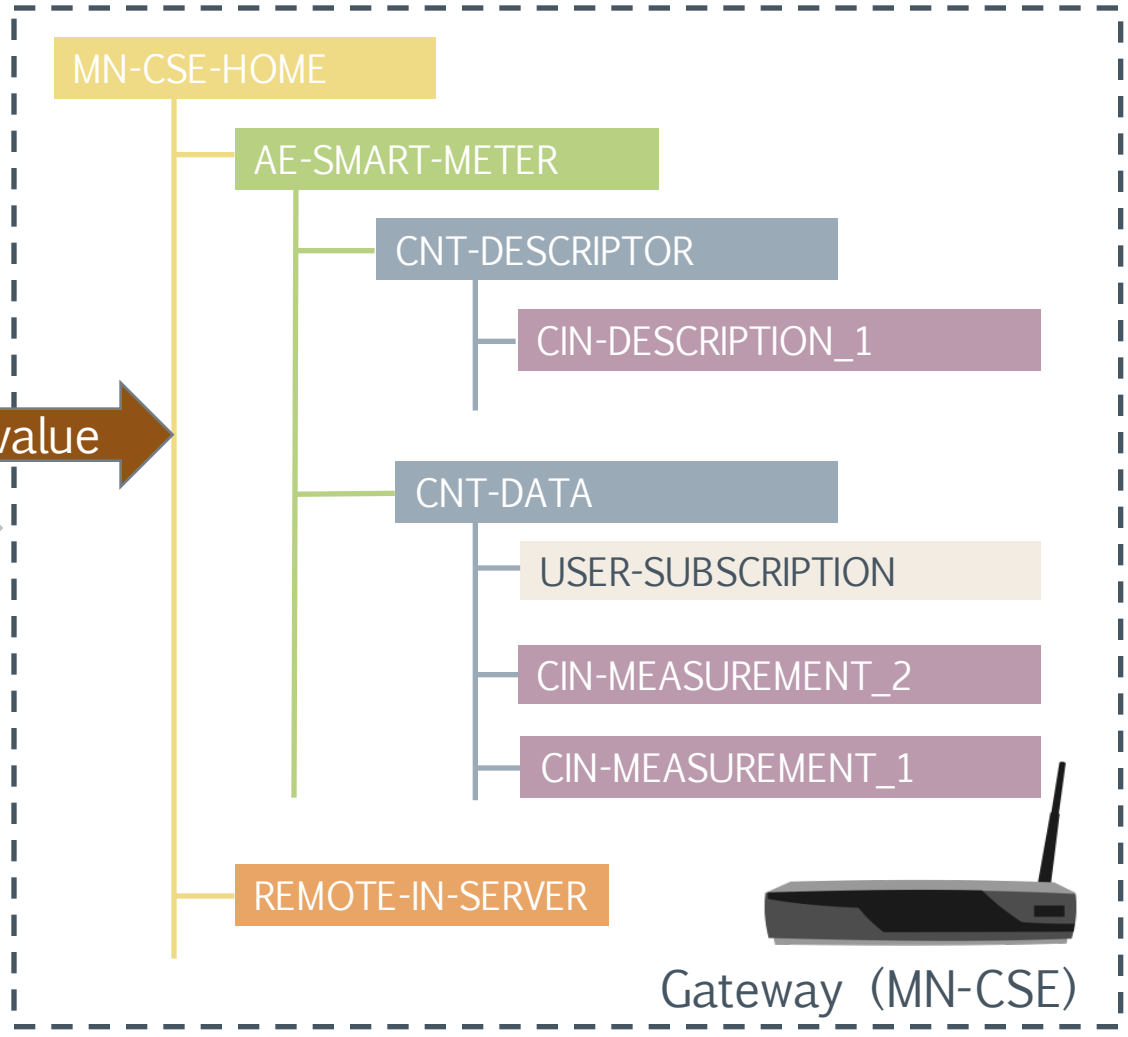 MN-CSE-HOME
AE-SMART-METER
CNT-DESCRIPTOR
CIN-DESCRIPTION_1
value
CNT-DATA
USER-SUBSCRIPTION
CIN-MEASUREMENT_2
CIN-MEASUREMENT_1
REMOTE-IN-SERVER
Gateway (MN-CSE)